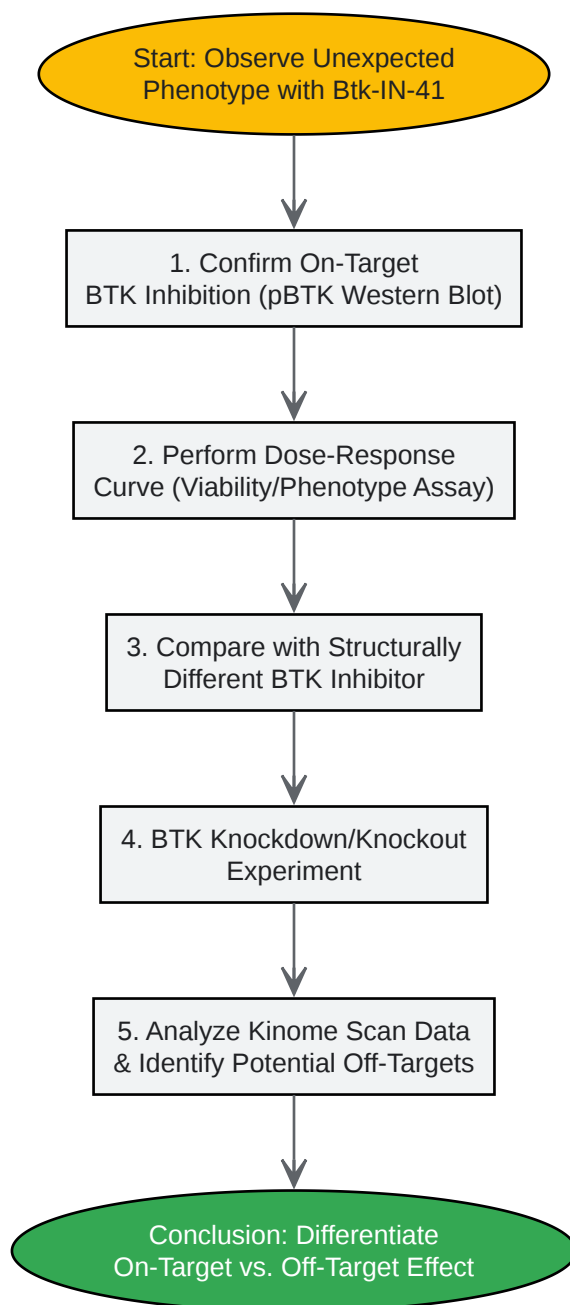 Start: Observe Unexpected
Phenotype with Btk-IN-41
1. Confirm On-Target
BTK Inhibition (pBTK Western Blot)
2. Perform Dose-Response
Curve (Viability/Phenotype Assay)
3. Compare with Structurally
Different BTK Inhibitor
4. BTK Knockdown/Knockout
Experiment
5. Analyze Kinome Scan Data
& Identify Potential Off-Targets
Conclusion: Differentiate
On-Target vs. Off-Target Effect